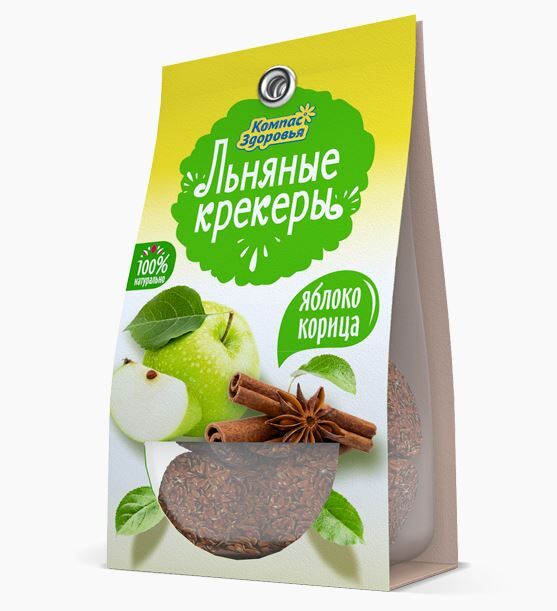 Компас
Здоровья
Льняные
крекеры
100%
натурально
яблоко
корица